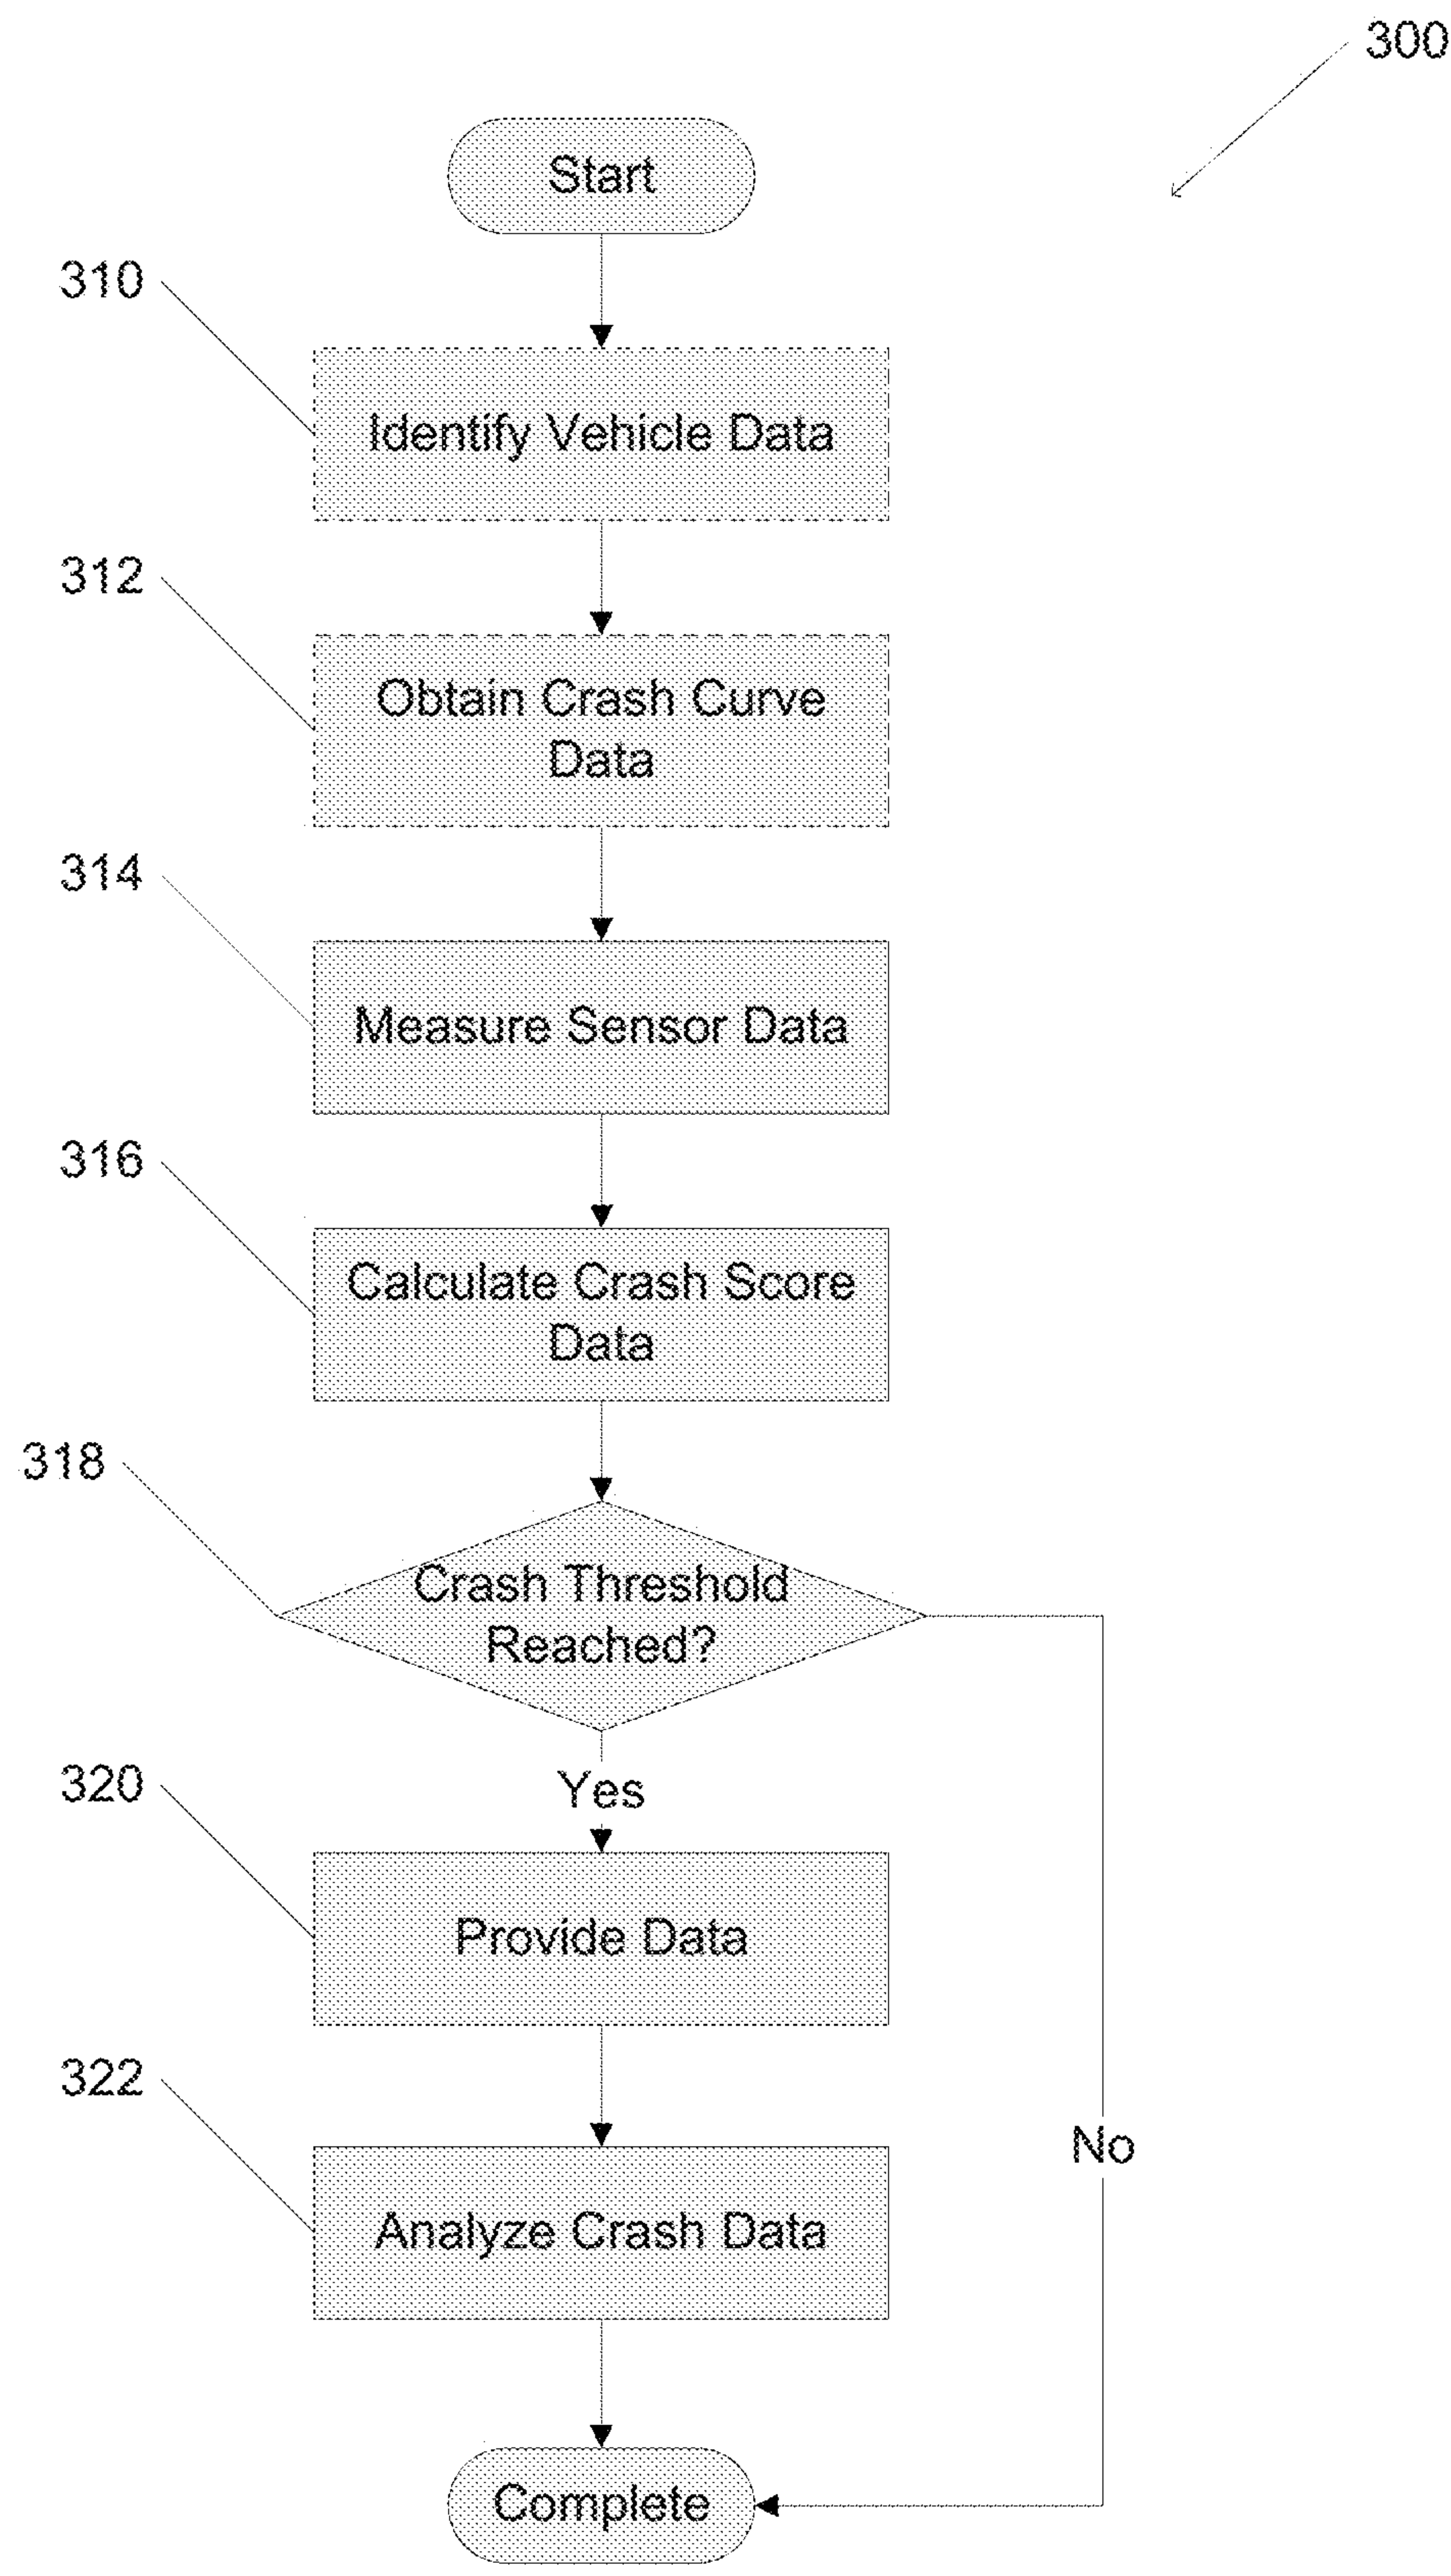 300
Start
310
Identify Vehicle Data
312
Obtain Crash Curve
Data
314
Measure Sensor Data
316
Calculate Crash Score
Data
318
Crash Threshold
Reached?
Yes
320
Provide Data
322
Analyze Crash Data
No
Complete